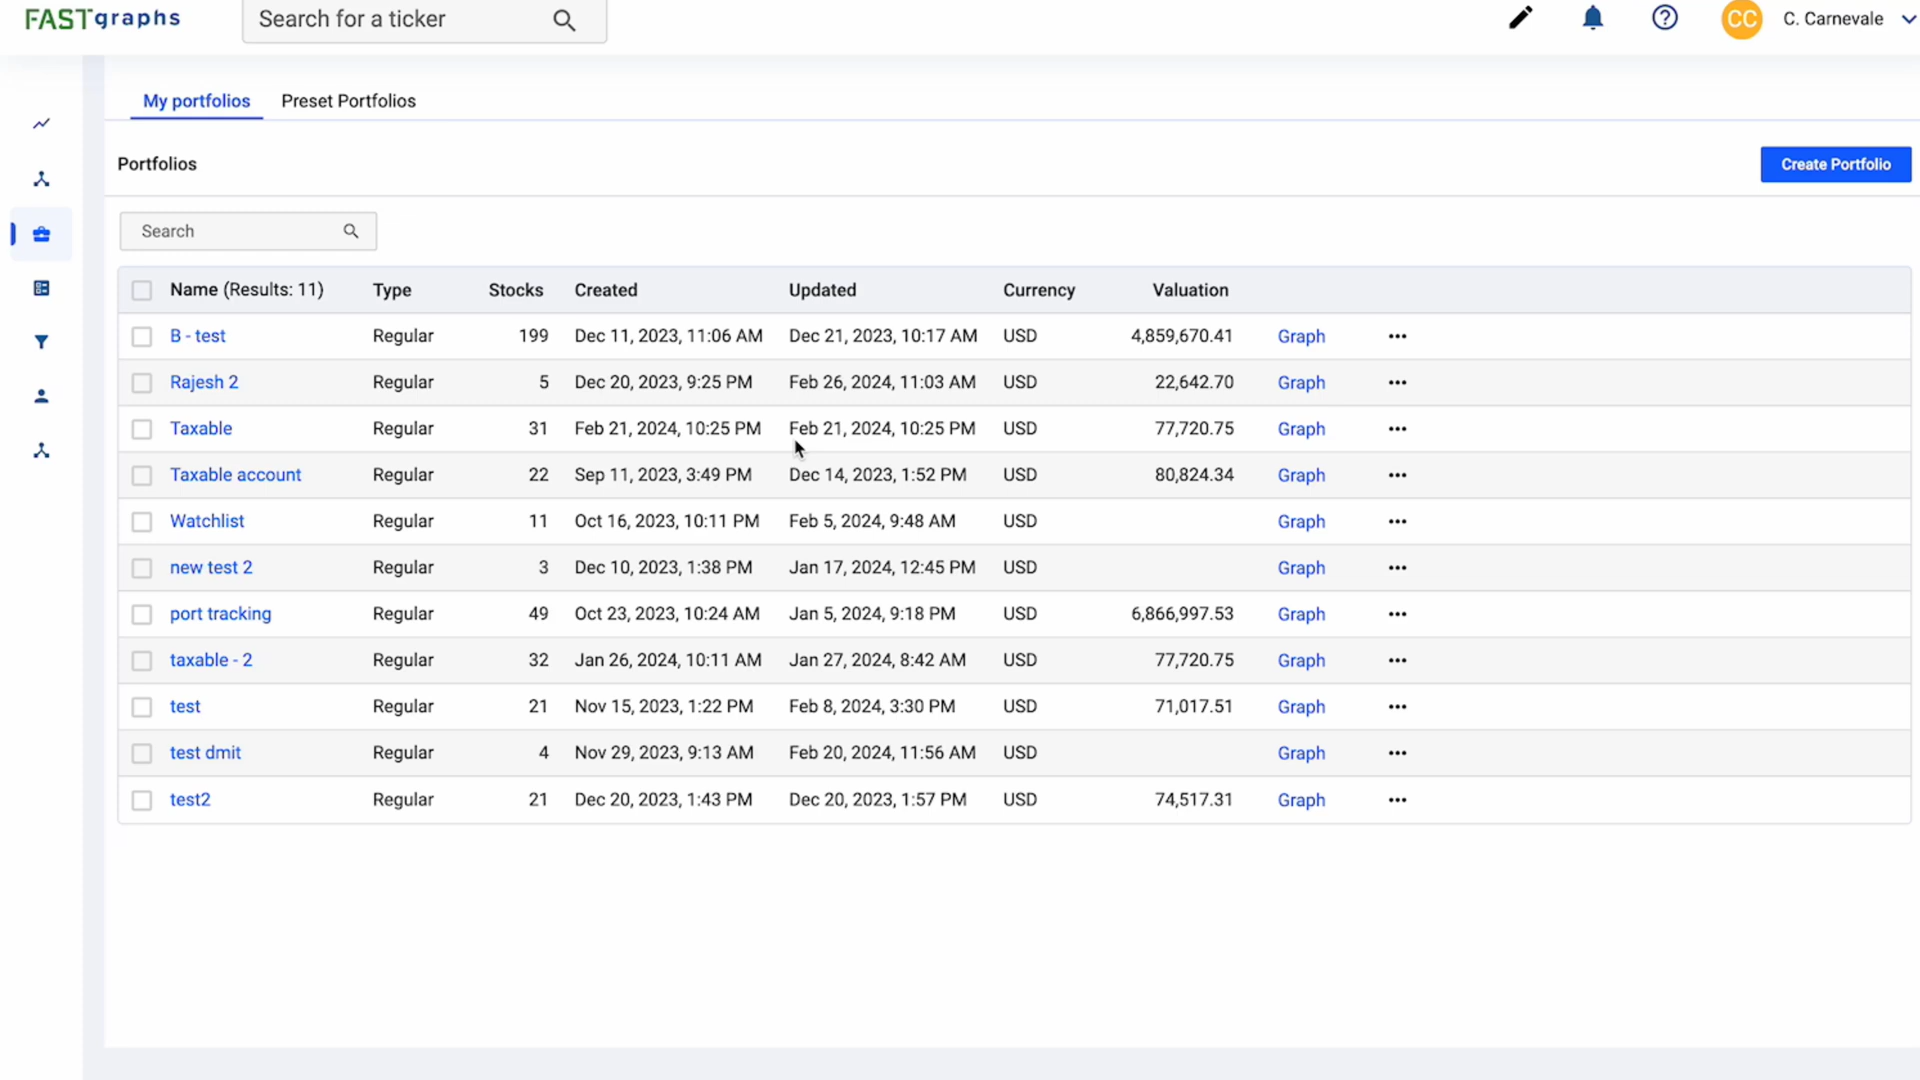 FASTgraphs
Search for a ticker
CC
C. Carnevale
My portfolios
Preset Portfolios
Portfolios
Create Portfolio
Search
Name (Results: 11) Type Stocks Created Updated Currency Valuation
B - test Regular 199 Dec 11, 2023, 11:06 AM Dec 21, 2023, 10:17 AM USD 4,859,670.41 Graph •••
Rajesh 2 Regular 5 Dec 20, 2023, 9:25 PM Feb 26, 2024, 11:03 AM USD 22,642.70 Graph •••
Taxable Regular 31 Feb 21, 2024, 10:25 PM Feb 21, 2024, 10:25 PM USD 77,720.75 Graph •••
Taxable account Regular 22 Sep 11, 2023, 3:49 PM Dec 14, 2023, 1:52 PM USD 80,824.34 Graph •••
Watchlist Regular 11 Oct 16, 2023, 10:11 PM Feb 5, 2024, 9:48 AM USD Graph •••
new test 2 Regular 3 Dec 10, 2023, 1:38 PM Jan 17, 2024, 12:45 PM USD Graph •••
port tracking Regular 49 Oct 23, 2023, 10:24 AM Jan 5, 2024, 9:18 PM USD 6,866,997.53 Graph •••
taxable - 2 Regular 32 Jan 26, 2024, 10:11 AM Jan 27, 2024, 8:42 AM USD 77,720.75 Graph •••
test Regular 21 Nov 15, 2023, 1:22 PM Feb 8, 2024, 3:30 PM USD 71,017.51 Graph •••
test dmit Regular 4 Nov 29, 2023, 9:13 AM Feb 20, 2024, 11:56 AM USD Graph •••
test2 Regular 21 Dec 20, 2023, 1:43 PM Dec 20, 2023, 1:57 PM USD 74,517.31 Graph •••